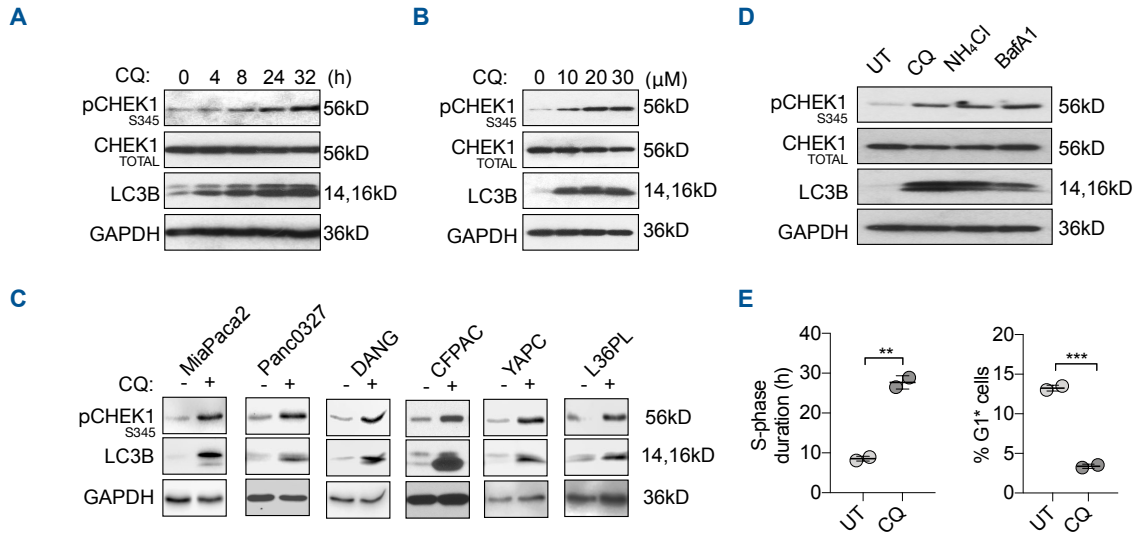 A
CQ: 0 4 8 24 32 (h)
pCHEK1 S345 56kD
CHEK1 TOTAL 56kD
LC3B 14,16kD
GAPDH 36kD
B
CQ: 0 10 20 30 (µM)
pCHEK1 S345 56kD
CHEK1 TOTAL 56kD
LC3B 14,16kD
GAPDH 36kD
D
UT CQ NH₄Cl BafA1
pCHEK1 S345 56kD
CHEK1 TOTAL 56kD
LC3B 14,16kD
GAPDH 36kD
C
MiaPaca2 Panc0327 DANG CFPAC YAPC L36PL
CQ: - + - + - + - + - + - +
pCHEK1 S345 56kD
LC3B 14,16kD
GAPDH 36kD
E
S-phase
duration (h)
40
30
20
10
0
**
UT CQ
% G1* cells
15
10
5
0
***
UT CQ